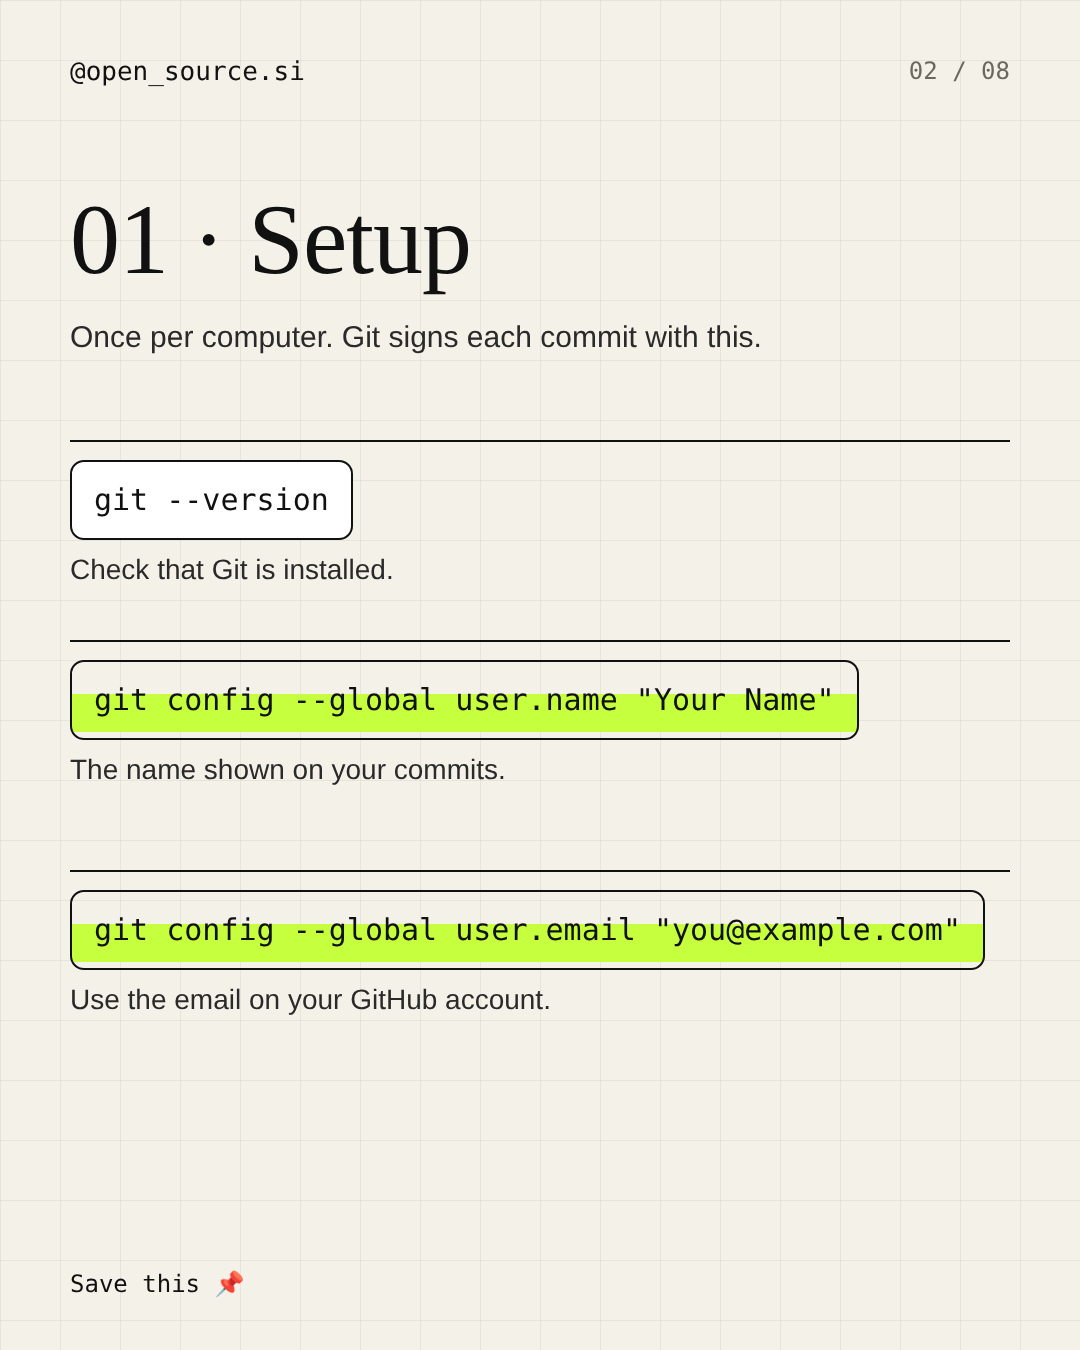 @open_source.si
02 / 08
01 · Setup
Once per computer. Git signs each commit with this.
git --version
Check that Git is installed.
git config --global user.name "Your Name"
The name shown on your commits.
git config --global user.email "you@example.com"
Use the email on your GitHub account.
Save this 📌